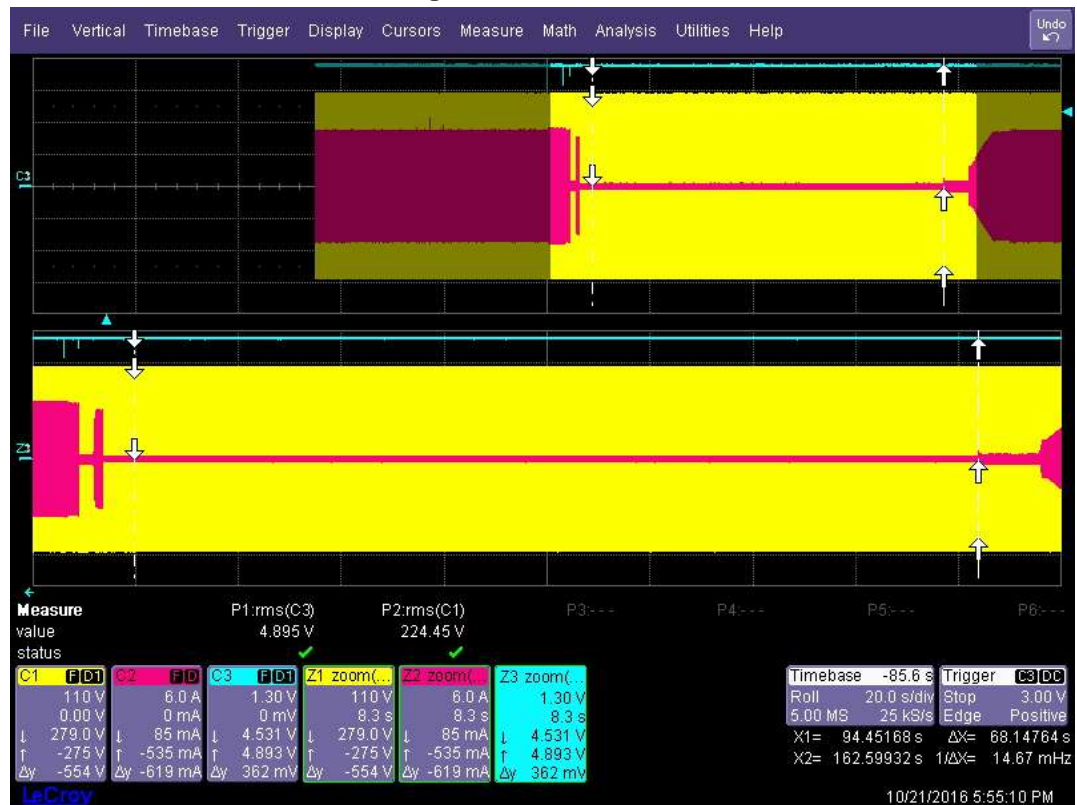 File Vertical Timebase Trigger Display Cursors Measure Math Analysis Utilities Help Undo
C3
Z3
Measure P1:rms(C3) P2:rms(C1) P3:--- P4:--- P5:--- P6:---
value 4.895 V 224.45 V
status
C1 F D1 C2 F D C3 F D1 Z1 zoom(... Z2 zoom(... Z3 zoom(... Timebase -85.6 s Trigger C3 DC
110 V 6.0 A 1.30 V 110 V 6.0 A 1.30 V Roll 20.0 s/div Stop 3.00 V
0.00 V 0 mA 0 mV 8.3 s 8.3 s 8.3 s 5.00 MS 25 kS/s Edge Positive
↓ 279.0 V ↓ 85 mA ↓ 4.531 V ↓ 279.0 V ↓ 85 mA ↓ 4.531 V X1= 94.45168 s ΔX= 68.14764 s
↑ -275 V ↑ -535 mA ↑ 4.893 V ↑ -275 V ↑ -535 mA ↑ 4.893 V X2= 162.59932 s 1/ΔX= 14.67 mHz
Δy -554 V Δy -619 mA Δy 362 mV Δy -554 V Δy -619 mA Δy 362 mV
LeCroy 10/21/2016 5:55:10 PM